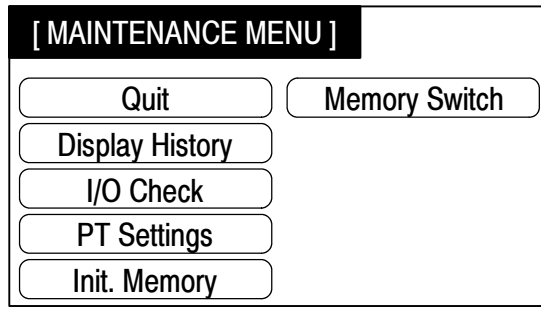 [ MAINTENANCE MENU ]
Quit
Memory Switch
Display History
I/O Check
PT Settings
Init. Memory